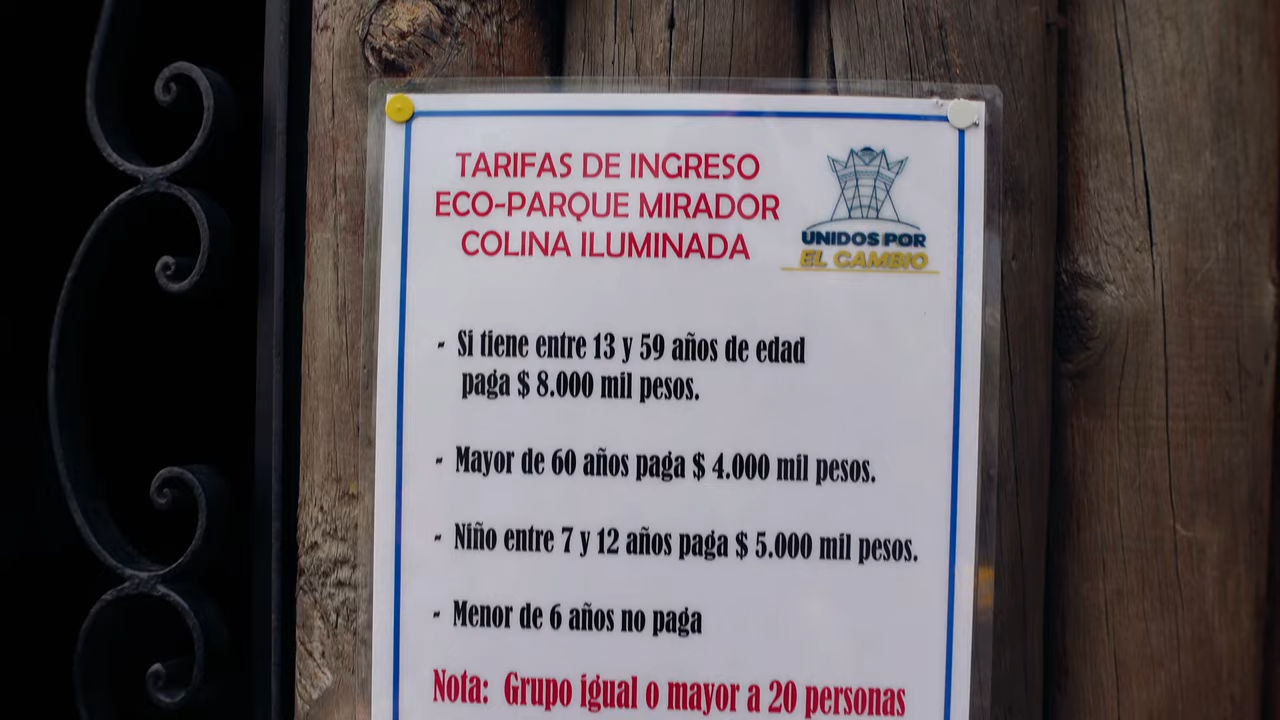 TARIFAS DE INGRESO
ECO-PARQUE MIRADOR
COLINA ILUMINADA
UNIDOS POR
EL CAMBIO
- Si tiene entre 13 y 59 años de edad
paga $ 8.000 mil pesos.
- Mayor de 60 años paga $ 4.000 mil pesos.
- Niño entre 7 y 12 años paga $ 5.000 mil pesos.
- Menor de 6 años no paga
Nota: Grupo igual o mayor a 20 personas